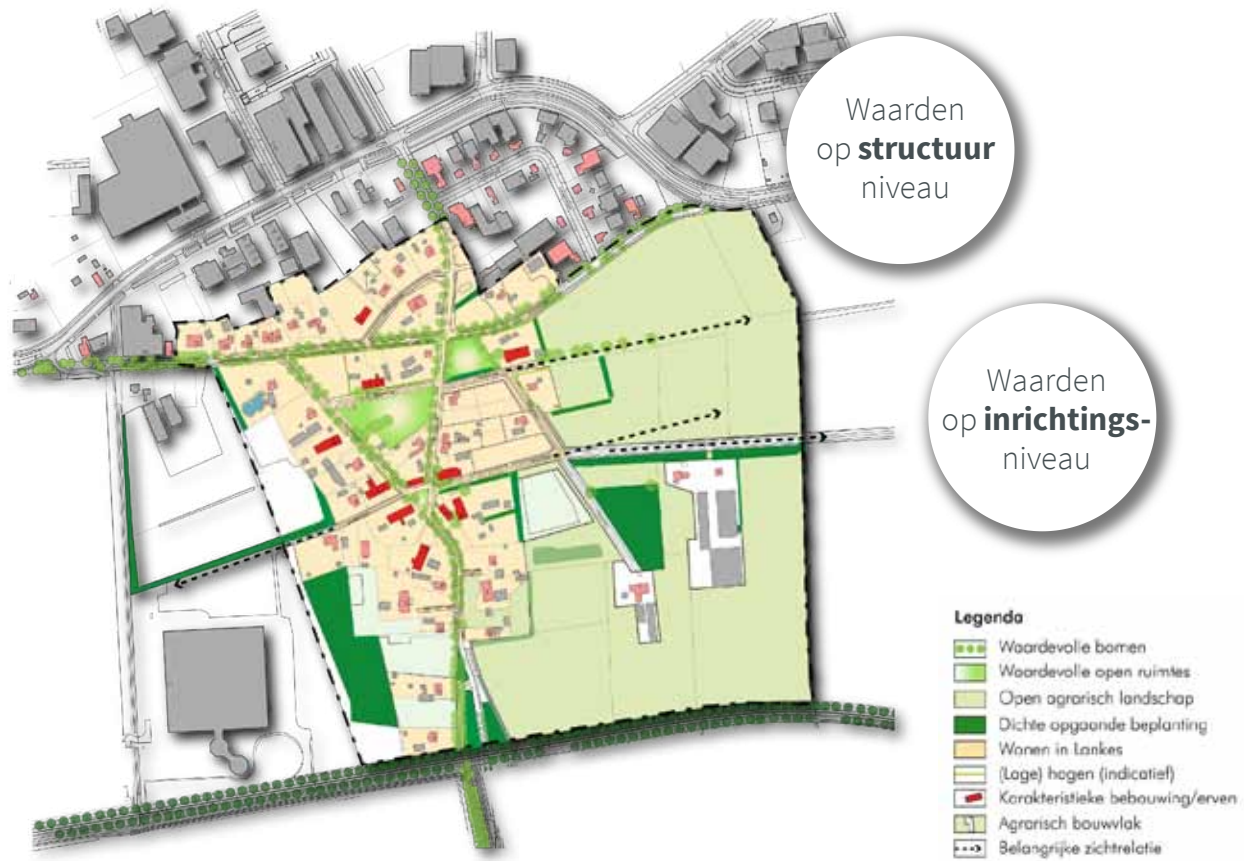 Waarden
op structuur
niveau
Waarden
op inrichtings-
niveau
Legenda
Waardevolle bomen
Waardevolle open ruimtes
Open agrarisch landschap
Dichte opgaande beplanting
Wonen in Lankes
(Lage) hagen (indicatief)
Karakteristieke bebouwing/erven
Agrarisch bouwvlak
Belangrijke zichtrelatie